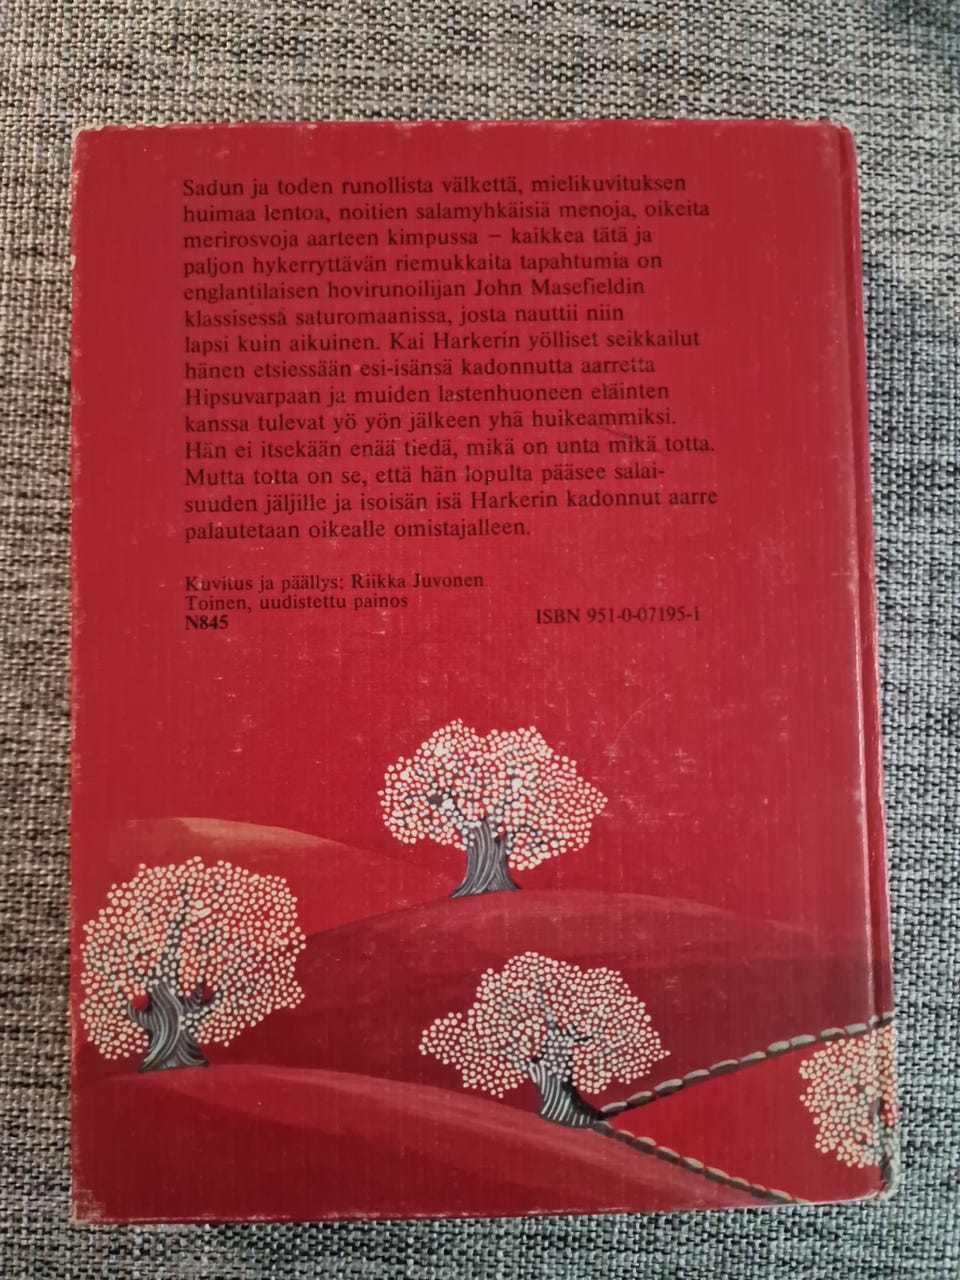 Sadun ja toden runollista välkettä, mielikuvituksen
huimaa lentoa, noitien salamyhkäisiä menoja, oikeita
merirosvoja aarteen kimpussa – kaikkea tätä ja
paljon hykerryttävän riemukkaita tapahtumia on
englantilaisen hovirunoilijan John Masefieldin
klassisessa saturomaanissa, josta nauttii niin
lapsi kuin aikuinen. Kai Harkerin yölliset seikkailut
hänen etsiessään esi-isänsä kadonnutta aarretta
Hipsuvarpaan ja muiden lastenhuoneen eläinten
kanssa tulevat yö yön jälkeen yhä huikeammiksi.
Hän ei itsekään enää tiedä, mikä on unta mikä totta.
Mutta totta on se, että hän lopulta pääsee salai-
suuden jäljille ja isoisän isä Harkerin kadonnut aarre
palautetaan oikealle omistajalleen.
Kuvitus ja päällys: Riikka Juvonen
Toinen, uudistettu painos
N845 ISBN 951-0-07195-1